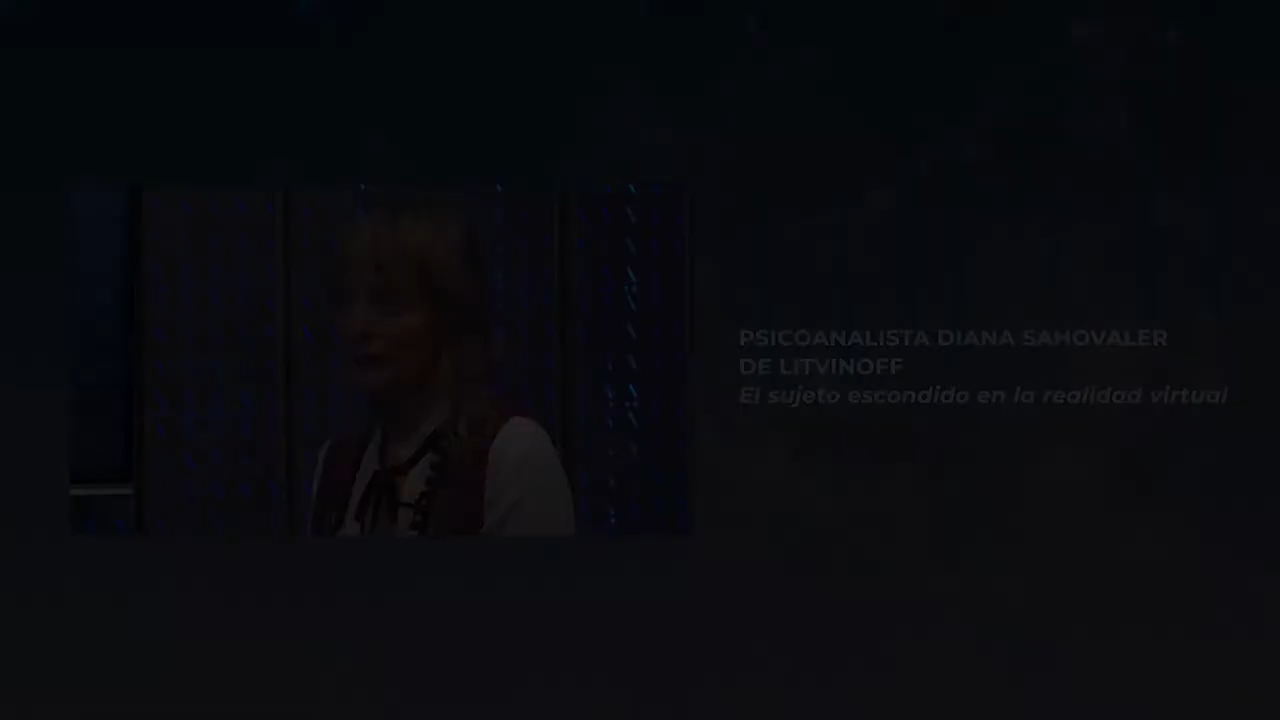 PSICOANALISTA DIANA SAHOVALER
DE LITVINOFF
El sujeto escondido en la realidad virtual